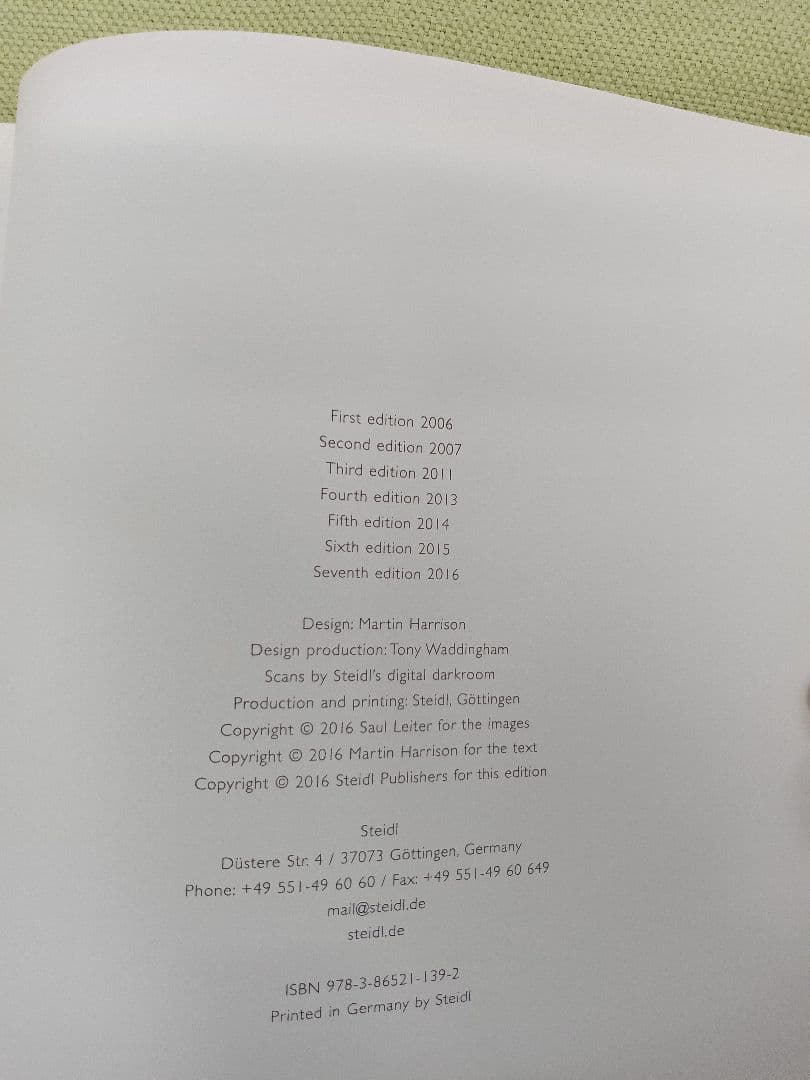 First edition 2006
Second edition 2007
Third edition 2011
Fourth edition 2013
Fifth edition 2014
Sixth edition 2015
Seventh edition 2016
Design: Martin Harrison
Design production: Tony Waddingham
Scans by Steidl's digital darkroom
Production and printing: Steidl, Göttingen
Copyright © 2016 Saul Leiter for the images
Copyright © 2016 Martin Harrison for the text
Copyright © 2016 Steidl Publishers for this edition
Steidl
Düstere Str. 4 / 37073 Göttingen, Germany
Phone: +49 551-49 60 60 / Fax: +49 551-49 60 649
mail@steidl.de
steidl.de
ISBN 978-3-86521-139-2
Printed in Germany by Steidl